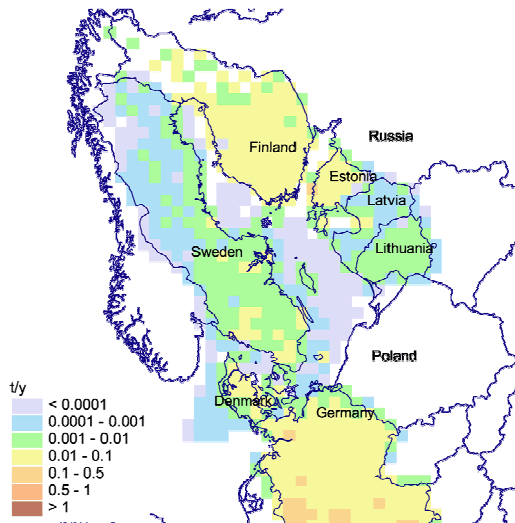 Russia
Finland
Estonia
Latvia
Sweden
Lithuania
Poland
t/y
Denmark
Germany
< 0.0001
0.0001 - 0.001
0.001 - 0.01
0.01 - 0.1
0.1 - 0.5
0.5 - 1
> 1